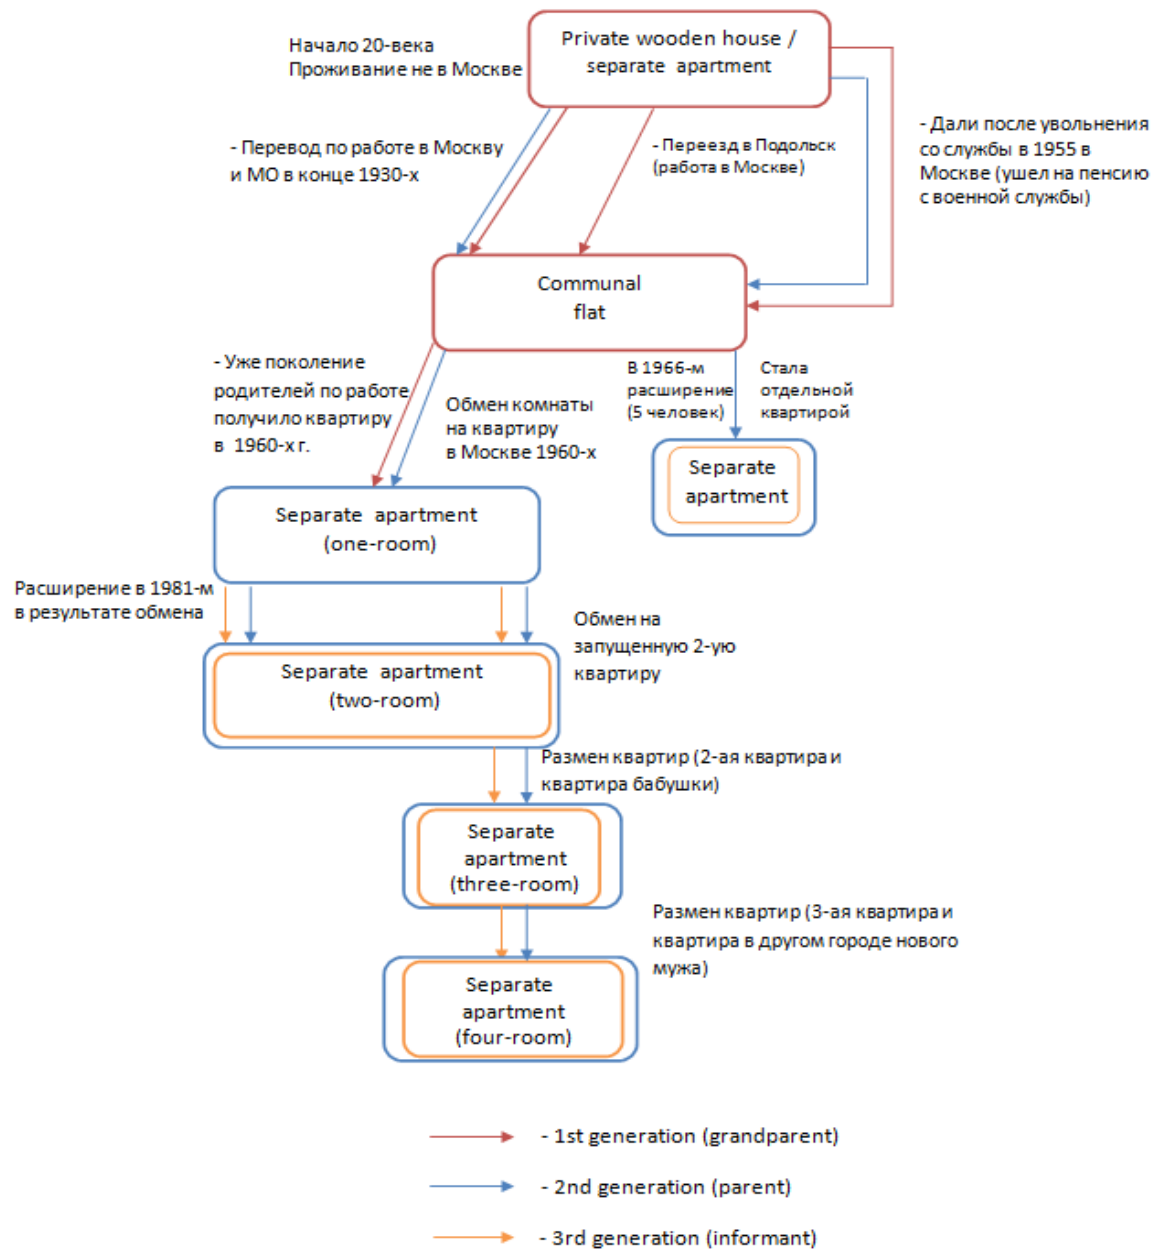 Private wooden house /
separate apartment
Начало 20-века
Проживание не в Москве
- Перевод по работе в Москву
и МО в конце 1930-х
- Переезд в Подольск
(работа в Москве)
- Дали после увольнения
со службы в 1955 в
Москве (ушел на пенсию
с военной службы)
Communal
flat
- Уже поколение
родителей по работе
получило квартиру
в 1960-х г.
Обмен комнаты
на квартиру
в Москве 1960-х
В 1966-м
расширение
(5 человек)
Стала
отдельной
квартирой
Separate
apartment
Separate apartment
(one-room)
Расширение в 1981-м
в результате обмена
Обмен на
запущенную 2-ую
квартиру
Separate apartment
(two-room)
Размен квартир (2-ая квартира и
квартира бабушки)
Separate
apartment
(three-room)
Размен квартир (3-ая квартира и
квартира в другом городе нового
мужа)
Separate
apartment
(four-room)
- 1st generation (grandparent)
- 2nd generation (parent)
- 3rd generation (informant)